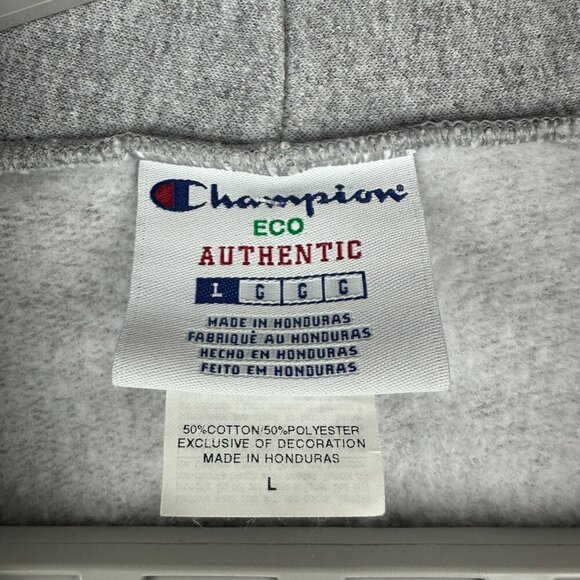 Champion®
ECO
AUTHENTIC
L G G G
MADE IN HONDURAS
FABRIQUÈ AU HONDURAS
HECHO EN HONDURAS
FEITO EM HONDURAS
50%COTTON/50%POLYESTER
EXCLUSIVE OF DECORATION
MADE IN HONDURAS
L